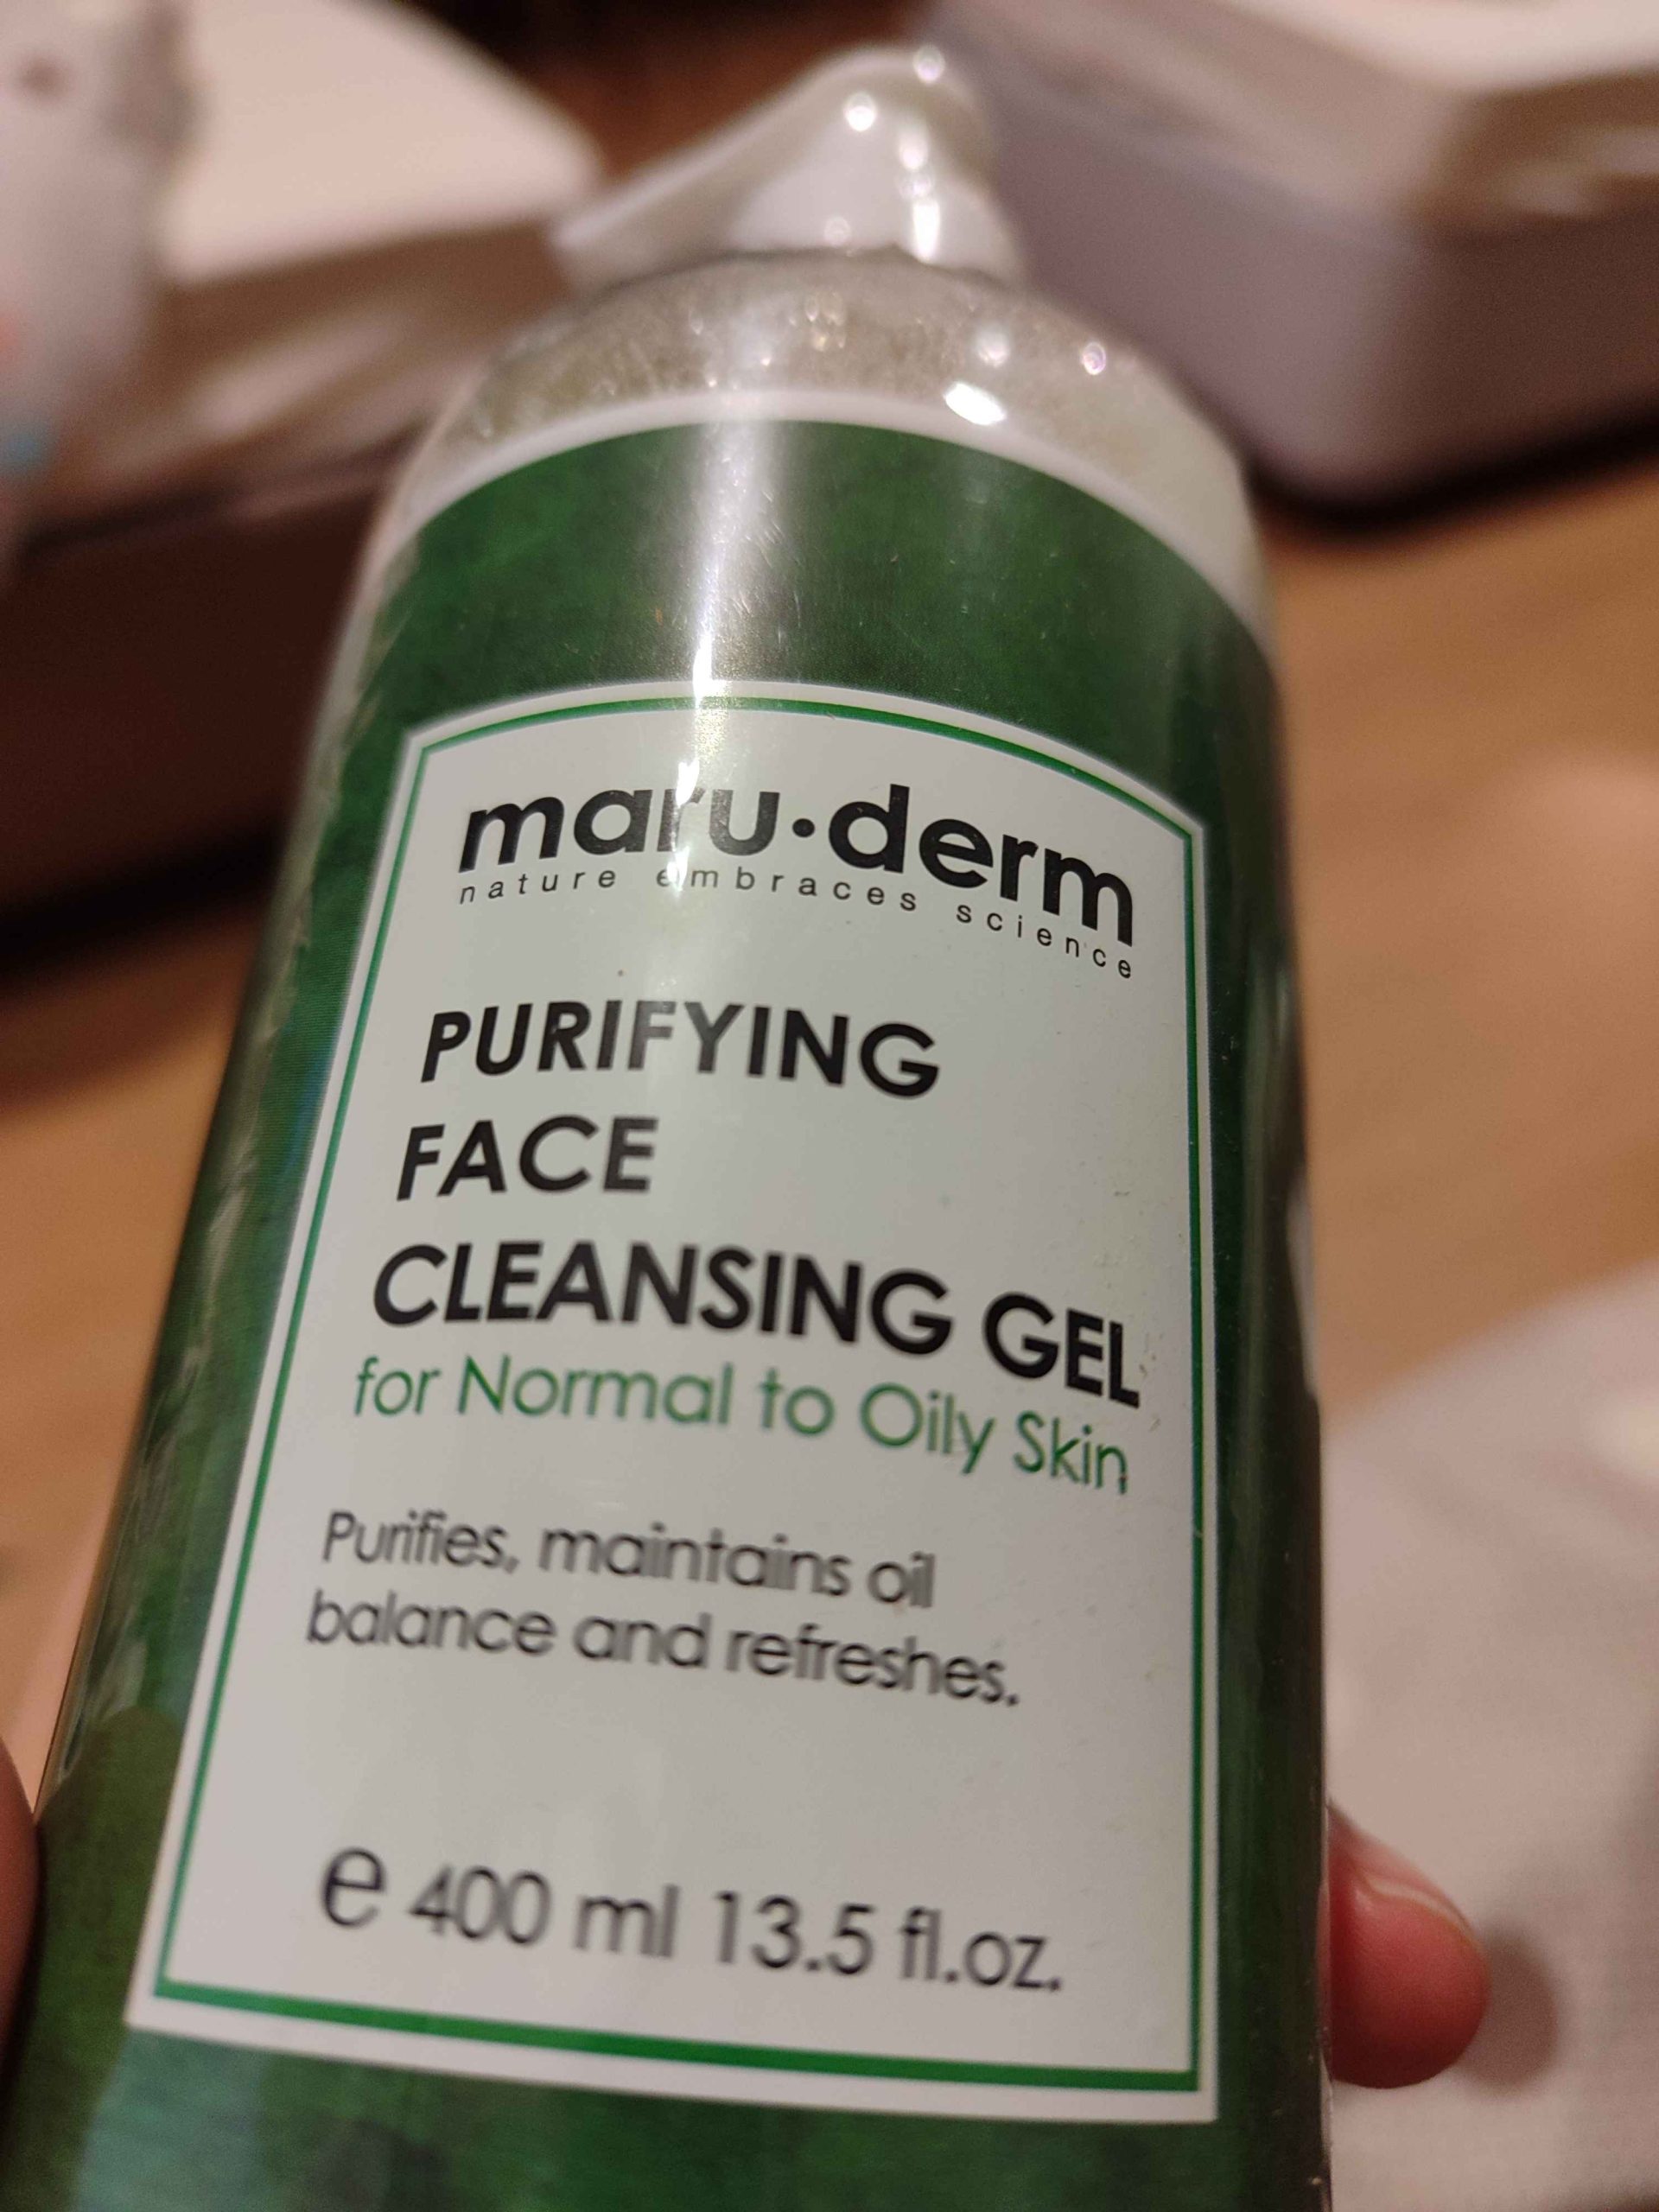 maru·derm
nature embraces science
PURIFYING
FACE
CLEANSING GEL
for Normal to Oily Skin
Purifies, maintains oil
balance and refreshes.
e 400 ml 13.5 fl.oz.